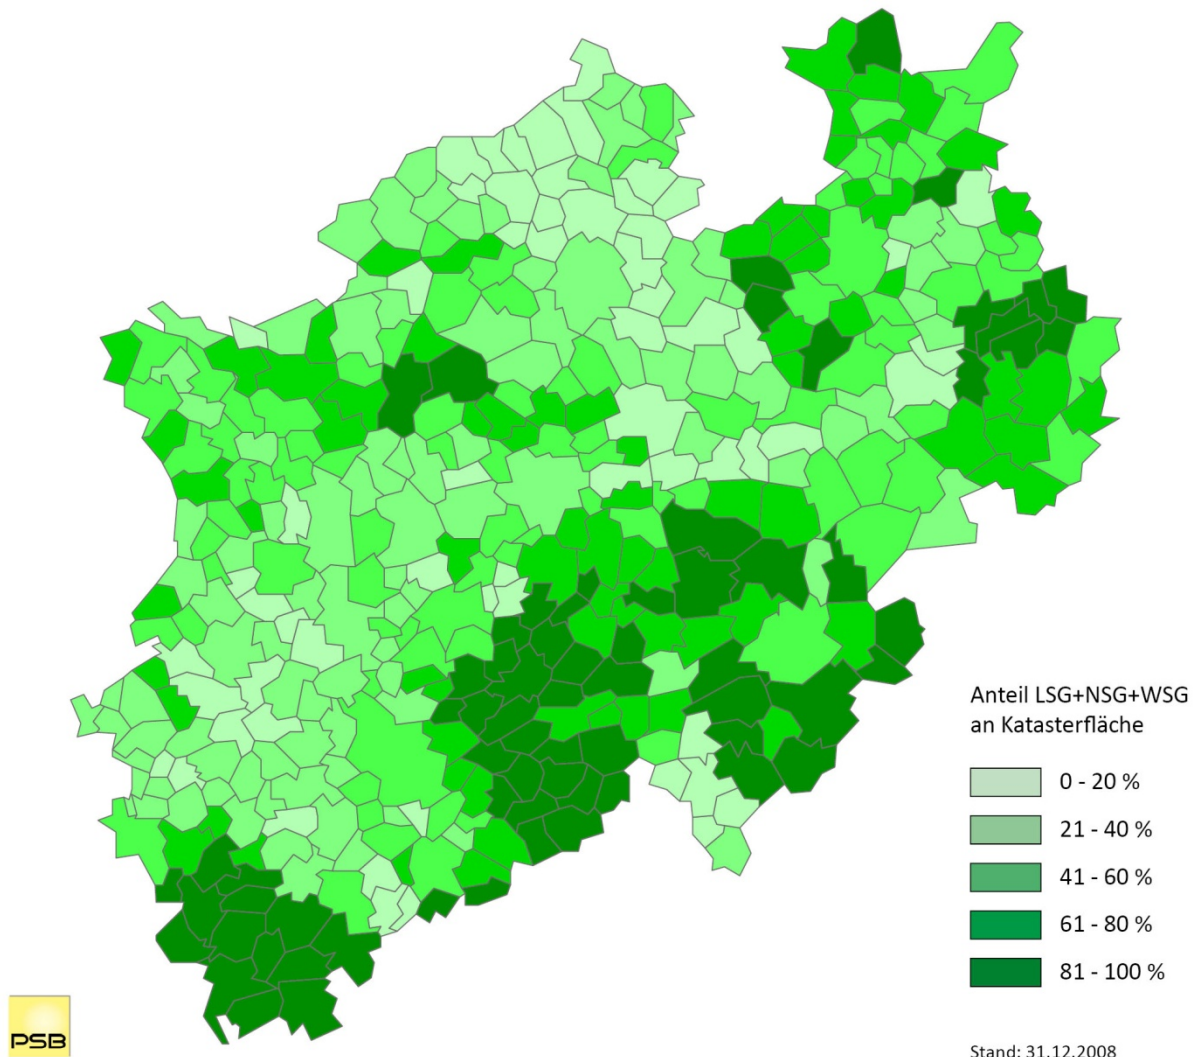 Anteil LSG+NSG+WSG
an Katasterfläche
0 - 20 %
21 - 40 %
41 - 60 %
61 - 80 %
81 - 100 %
PSB
Stand: 31.12.2008